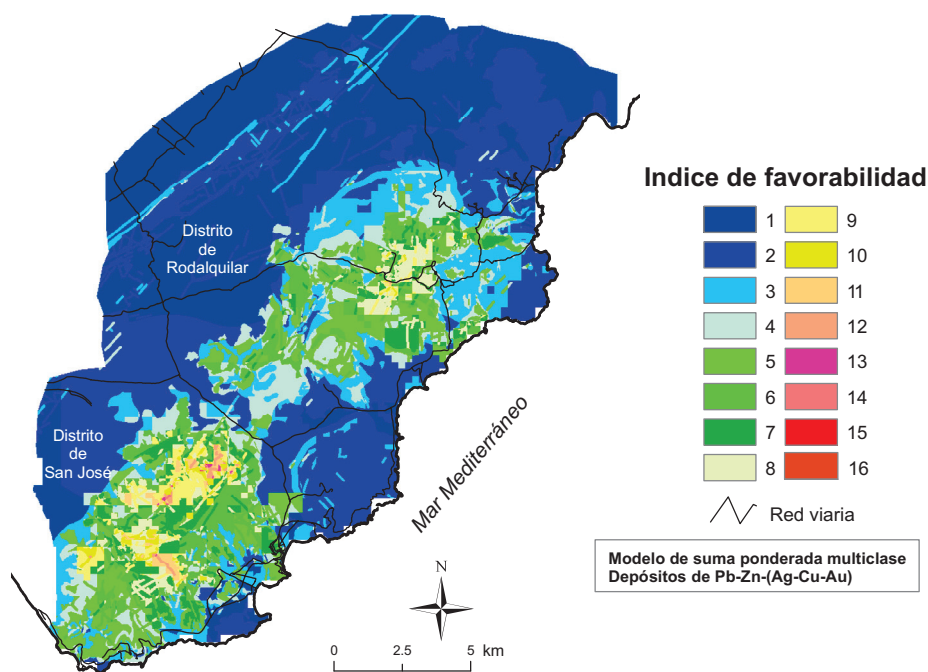 Distrito
de
Rodalquilar
Distrito
de
San José
Mar Mediterráneo
N
0 2.5 5 km
Indice de favorabilidad
1 9
2 10
3 11
4 12
5 13
6 14
7 15
8 16
Red viaria
Modelo de suma ponderada multiclase
Depósitos de Pb-Zn-(Ag-Cu-Au)